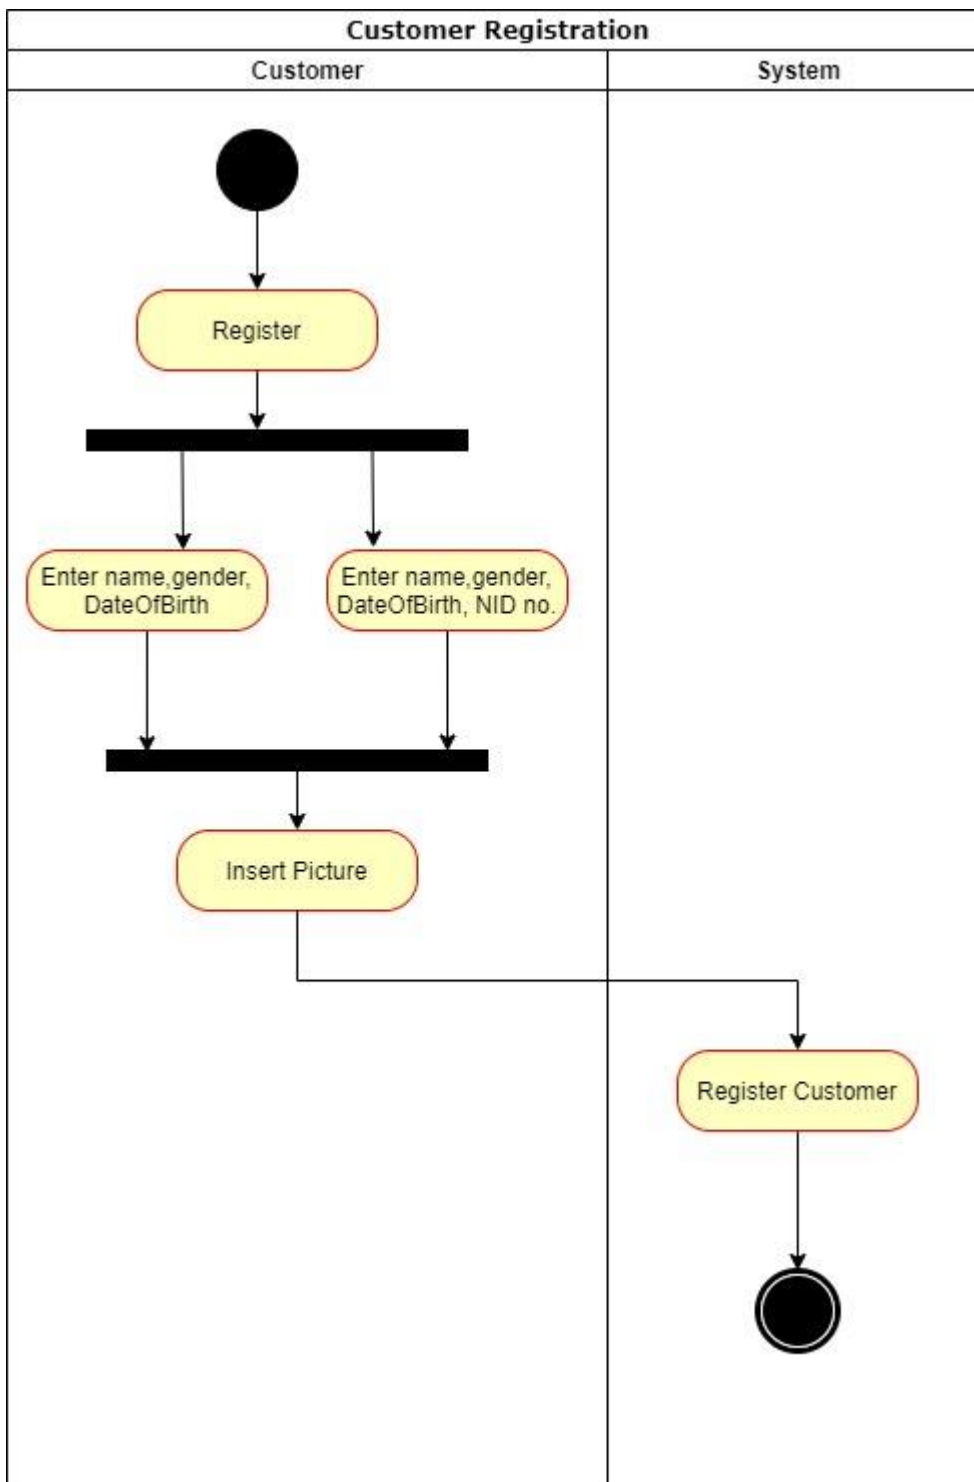 Customer Registration
Customer
System
Register
Enter name,gender,
DateOfBirth
Enter name,gender,
DateOfBirth, NID no.
Insert Picture
Register Customer